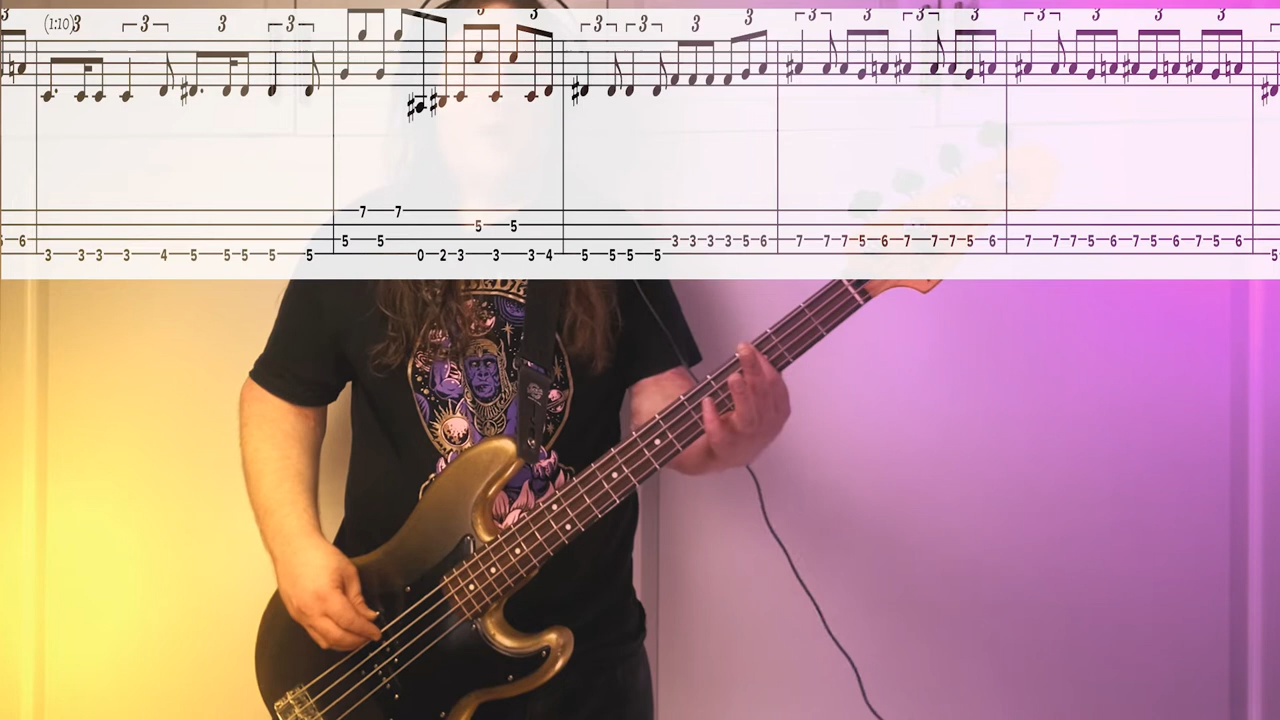 3 (1:10) 3 3 3 3 3 3 3 3 3 3 3 3 3 3 3 3 3
7 7
5 5
6 5 5 3 3 3 3 5 6 7 7 7 5 6 7 7 7 5 6 7 7 7 5 6 7 5 6 7 5 6
3 3 3 3 4 5 5 5 5 5 0 2 3 3 3 4 5 5 5 5 5